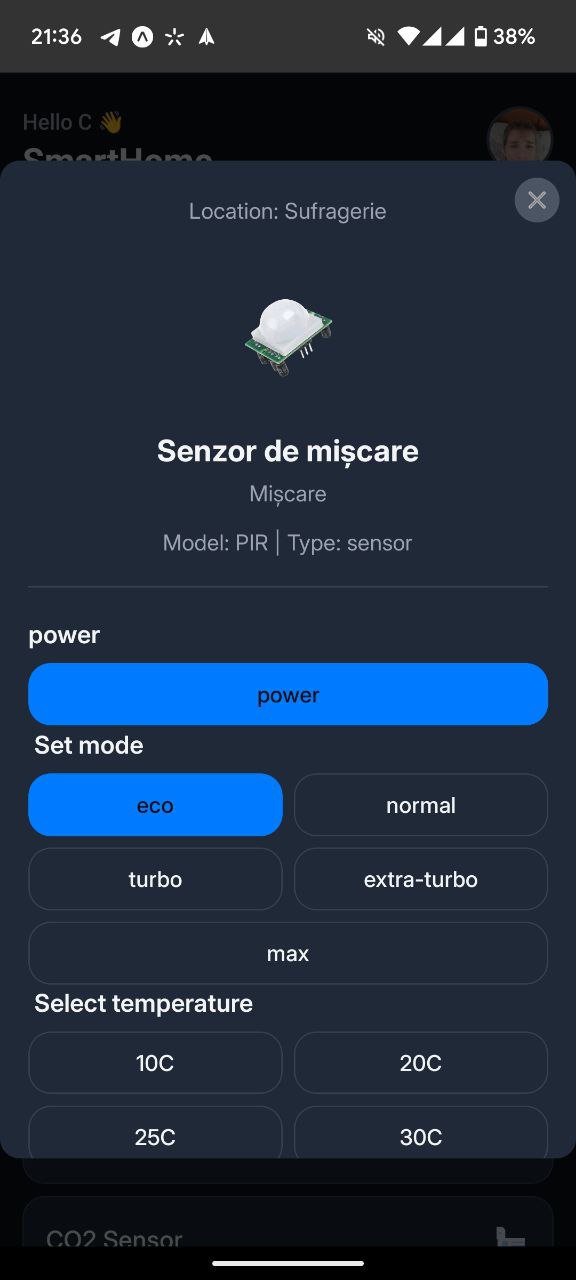 21:36 38%
Hello C 👋
SmartHome
Location: Sufragerie
Senzor de mișcare
Mișcare
Model: PIR | Type: sensor
power
power
Set mode
eco normal
turbo extra-turbo
max
Select temperature
10C 20C
25C 30C
CO2 Sensor